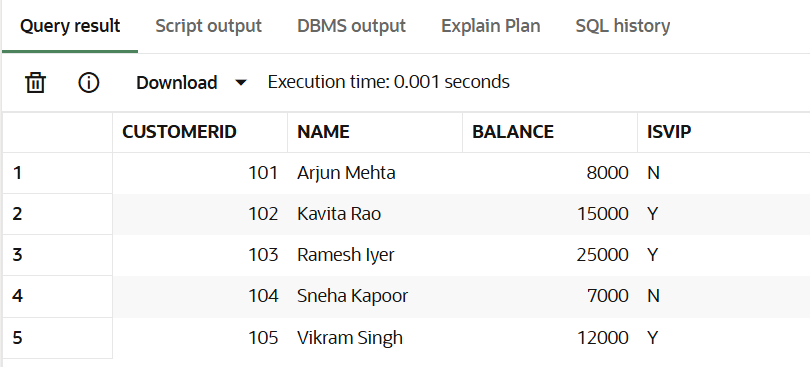 Query result Script output DBMS output Explain Plan SQL history
Download Execution time: 0.001 seconds
CUSTOMERID NAME BALANCE ISVIP
1 101 Arjun Mehta 8000 N
2 102 Kavita Rao 15000 Y
3 103 Ramesh Iyer 25000 Y
4 104 Sneha Kapoor 7000 N
5 105 Vikram Singh 12000 Y